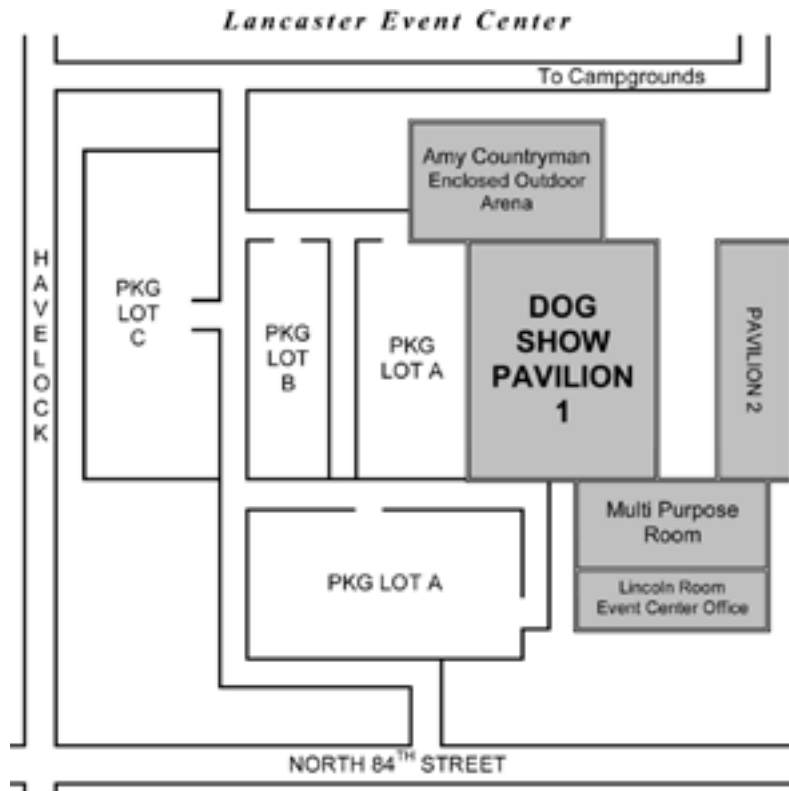 Lancaster Event Center
To Campgrounds
Amy Countryman
Enclosed Outdoor
Arena
HAVELOCK
PKG
LOT
C
PKG
LOT
B
PKG
LOT A
DOG
SHOW
PAVILION
1
PAVILION 2
Multi Purpose
Room
PKG LOT A
Lincoln Room
Event Center Office
NORTH 84TH STREET